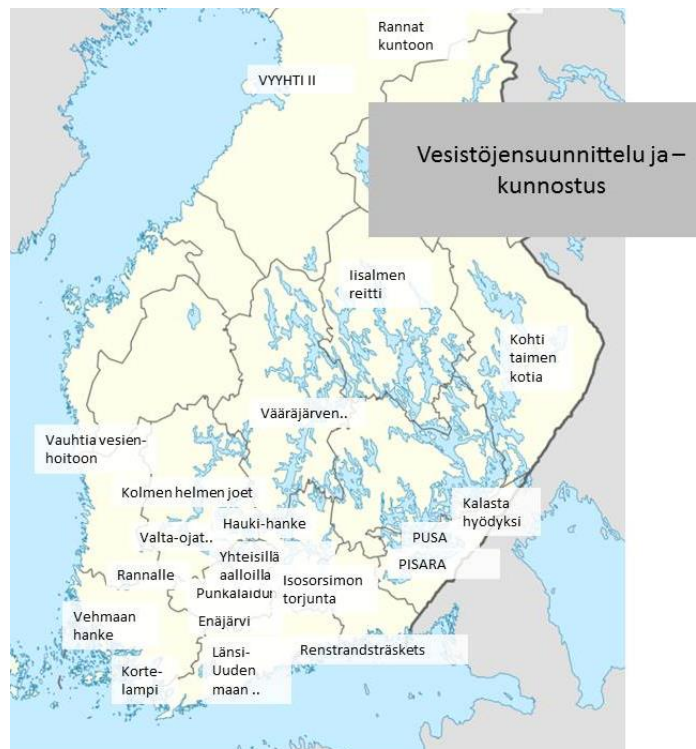 Rannat
kuntoon
VYYHTI II
Vesistöjensuunnittelu ja –
kunnostus
Iisalmen
reitti
Kohti
taimen
kotia
Vääräjärven..
Vauhtia vesien-
hoitoon
Kolmen helmen joet
Kalasta
hyödyksi
Hauki-hanke
Valta-ojat..
PUSA
Yhteisillä
aalloilla
PISARA
Rannalle
Isosorsimon
torjunta
Punkalaidun
Vehmaan
hanke
Enäjärvi
Länsi-
Uuden
maan ..
Renstrandsträskets
Korte-
lampi